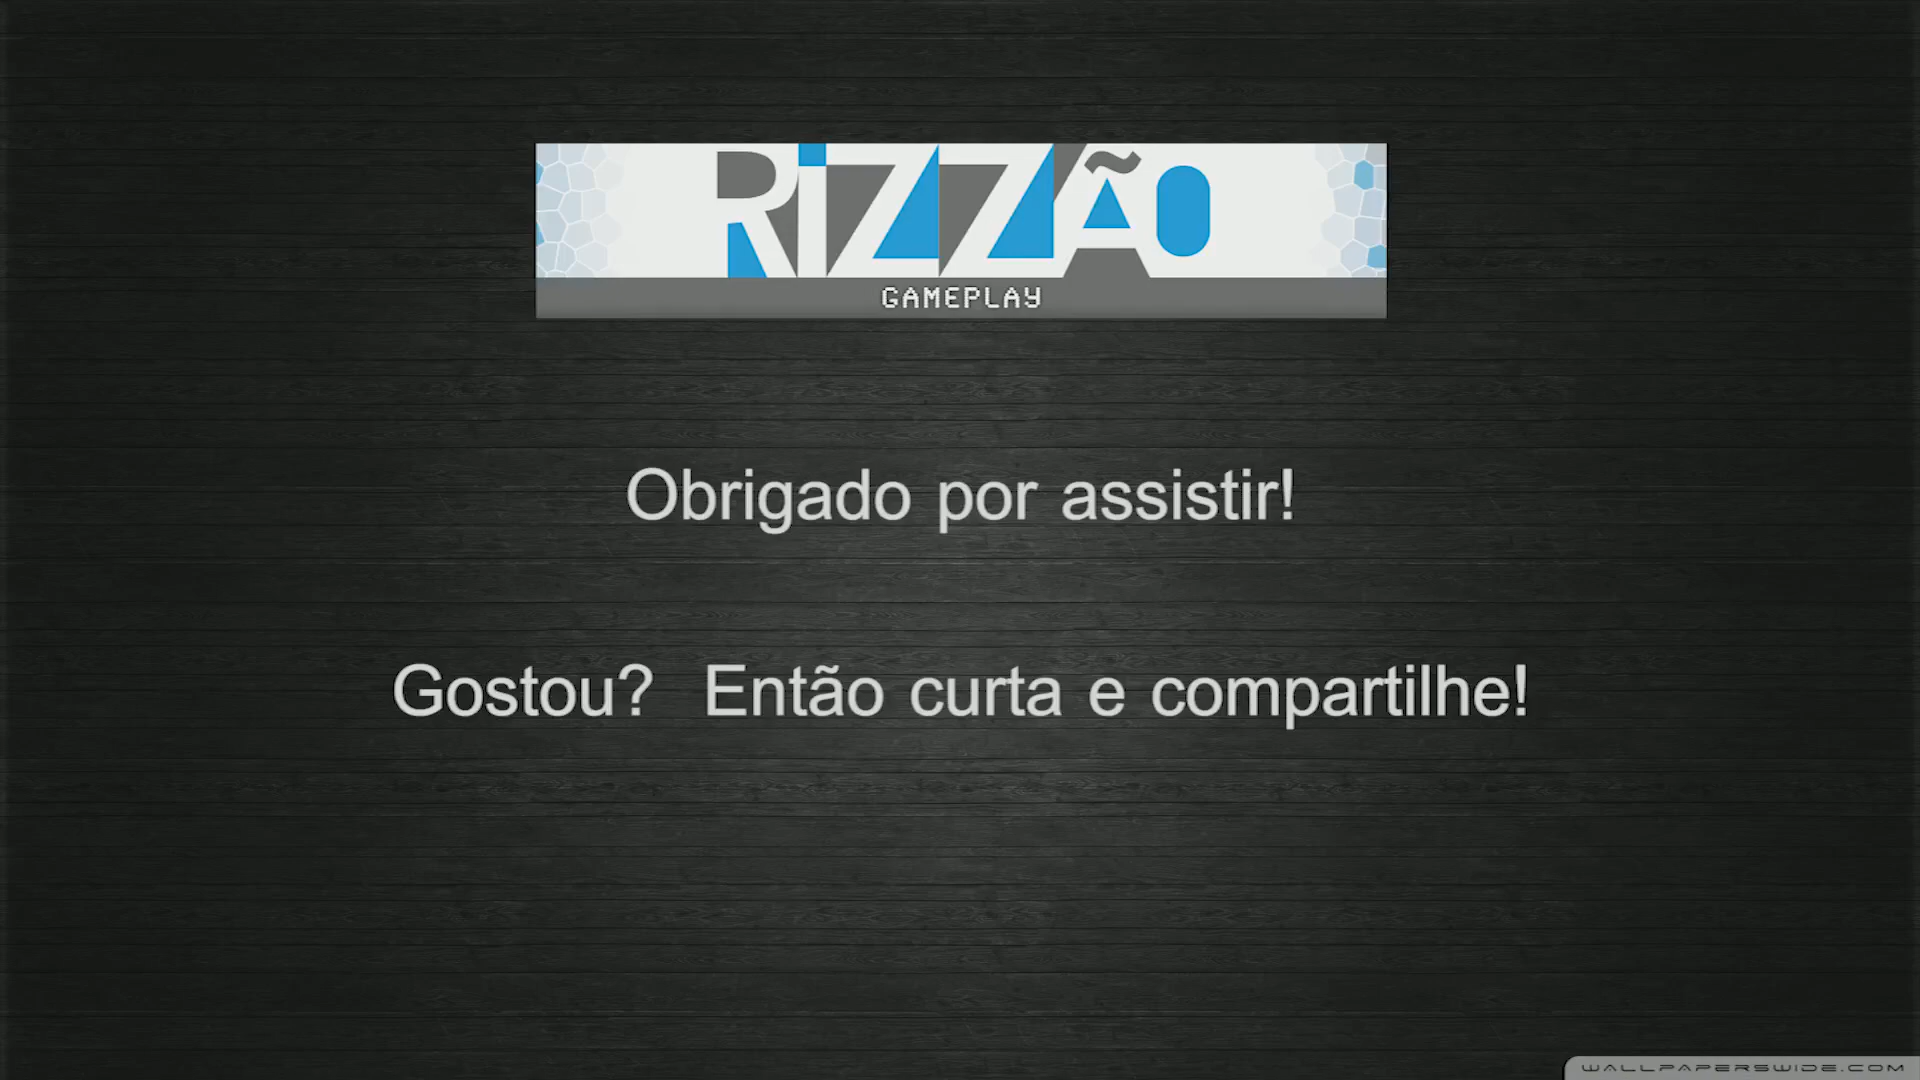 RiZZÃO
GAMEPLAY
Obrigado por assistir!
Gostou?  Então curta e compartilhe!
WALLPAPERSWIDE.COM